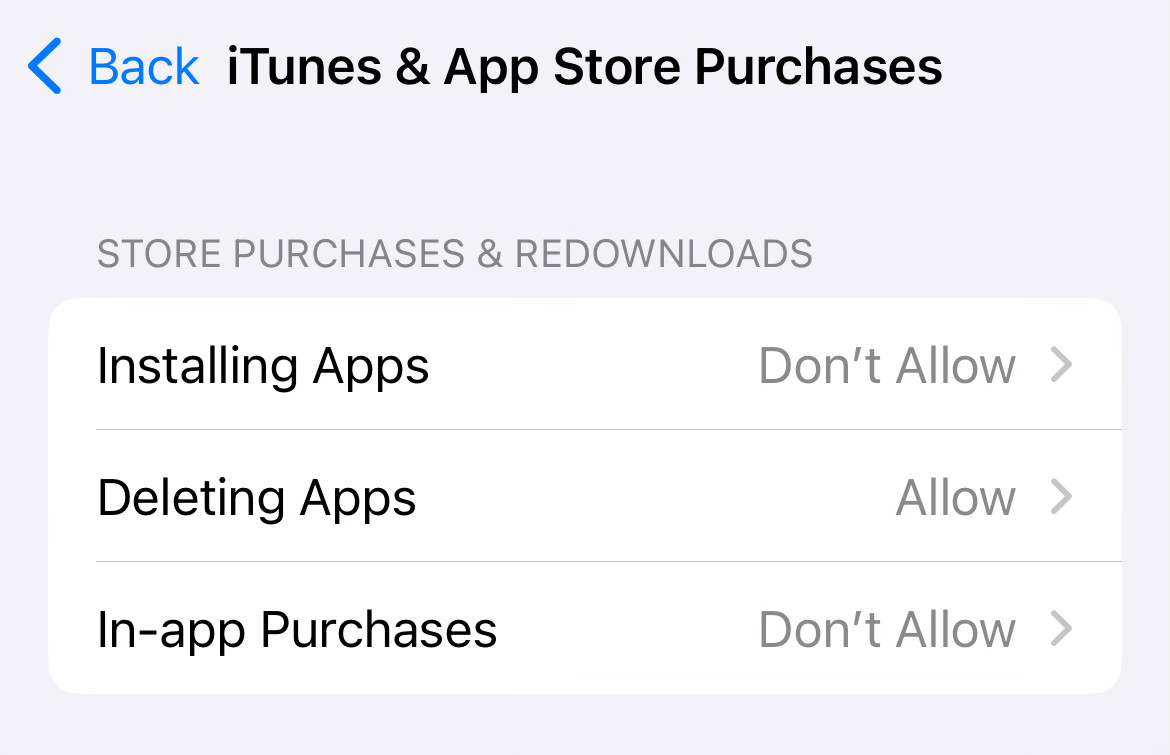 Back iTunes & App Store Purchases
STORE PURCHASES & REDOWNLOADS
Installing Apps Don’t Allow
Deleting Apps Allow
In-app Purchases Don’t Allow